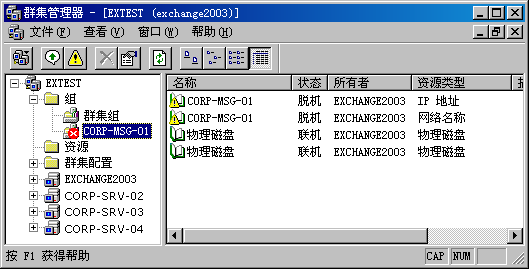 群集管理器 - [EXTEST (exchange2003)]
文件(F) 查看(V) 窗口(W) 帮助(H)
EXTEST
组
群集组
CORP-MSG-01
资源
群集配置
EXCHANGE2003
CORP-SRV-02
CORP-SRV-03
CORP-SRV-04
名称 状态 所有者 资源类型
CORP-MSG-01 脱机 EXCHANGE2003 IP 地址
CORP-MSG-01 脱机 EXCHANGE2003 网络名称
物理磁盘 联机 EXCHANGE2003 物理磁盘
物理磁盘 联机 EXCHANGE2003 物理磁盘
按 F1 获得帮助 CAP NUM